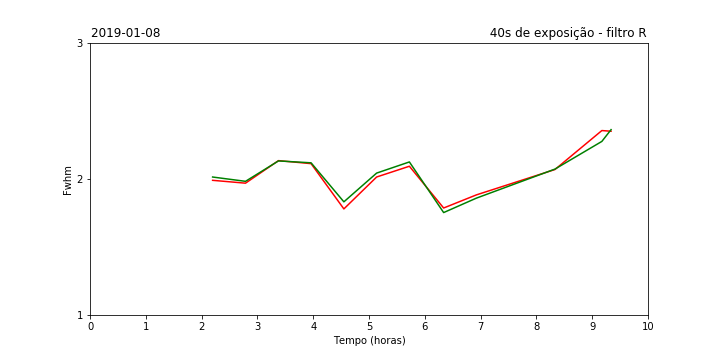 2019-01-08 40s de exposição - filtro R
3
2
1
Fwhm
0 1 2 3 4 5 6 7 8 9 10
Tempo (horas)